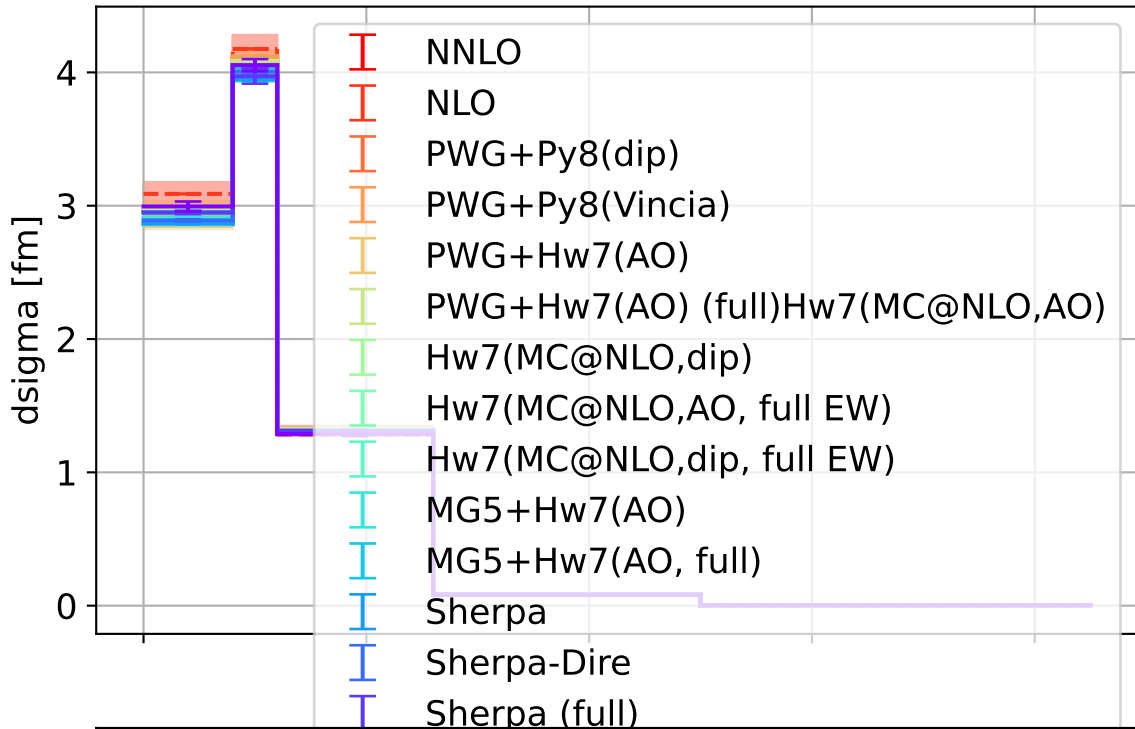 NNLO
4
NLO
PWG+Py8(dip)
3
PWG+Py8(Vincia)
PWG+Hw7(AO)
PWG+Hw7(AO) (full)Hw7(MC@NLO,AO)
2
Hw7(MC@NLO,dip)
Hw7(MC@NLO,AO, full EW)
1
Hw7(MC@NLO,dip, full EW)
MG5+Hw7(AO)
MG5+Hw7(AO, full)
0
Sherpa
Sherpa-Dire
Sherpa (full)
dsigma [fm]